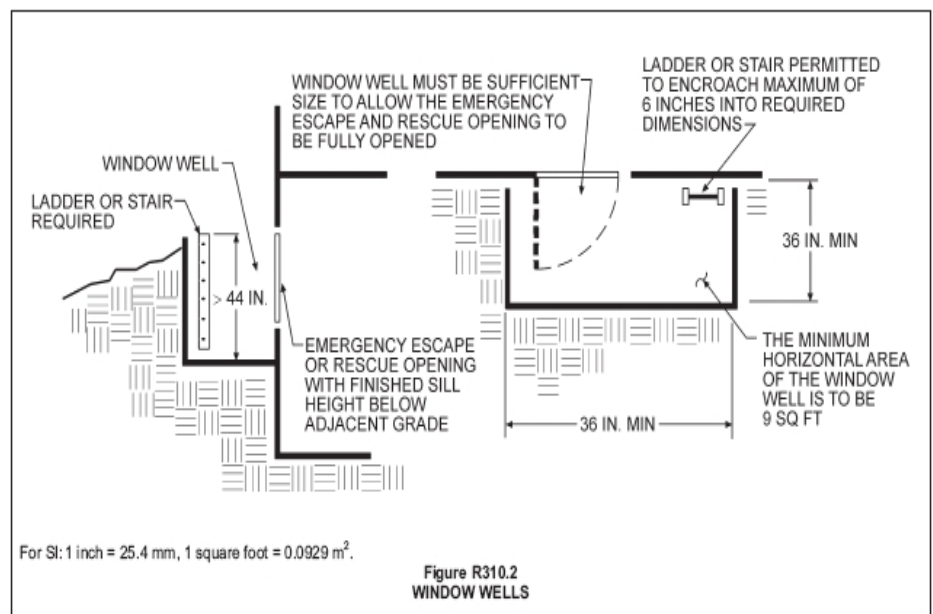 WINDOW WELL MUST BE SUFFICIENT
SIZE TO ALLOW THE EMERGENCY
ESCAPE AND RESCUE OPENING TO
BE FULLY OPENED
LADDER OR STAIR PERMITTED
TO ENCROACH MAXIMUM OF
6 INCHES INTO REQUIRED
DIMENSIONS
WINDOW WELL
LADDER OR STAIR
REQUIRED
> 44 IN.
36 IN. MIN
EMERGENCY ESCAPE
OR RESCUE OPENING
WITH FINISHED SILL
HEIGHT BELOW
ADJACENT GRADE
THE MINIMUM
HORIZONTAL AREA
OF THE WINDOW
WELL IS TO BE
9 SQ FT
36 IN. MIN
For SI: 1 inch = 25.4 mm, 1 square foot = 0.0929 m².
Figure R310.2
WINDOW WELLS